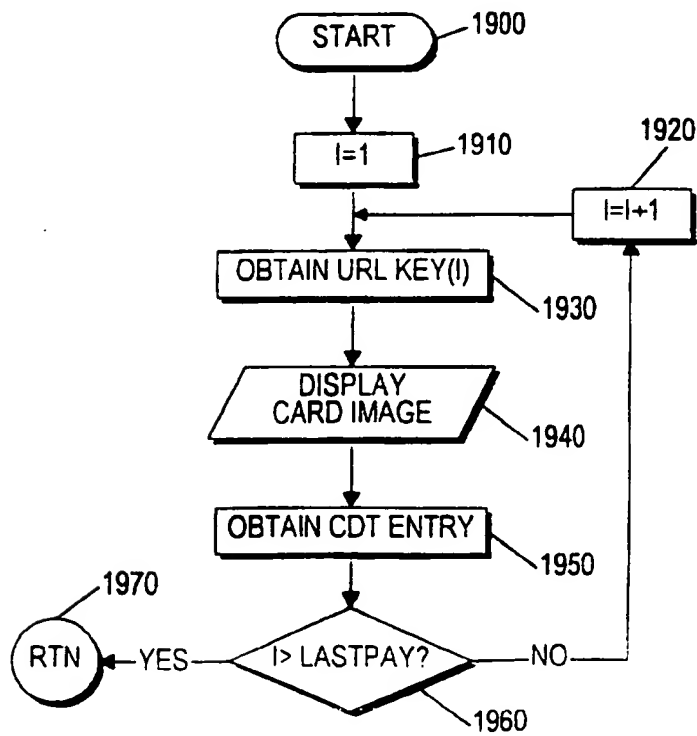 START
1900
I=1
1910
1920
I=I+1
OBTAIN URL KEY(I)
1930
DISPLAY
CARD IMAGE
1940
OBTAIN CDT ENTRY
1950
1970
RTN
YES
I> LASTPAY?
NO
1960